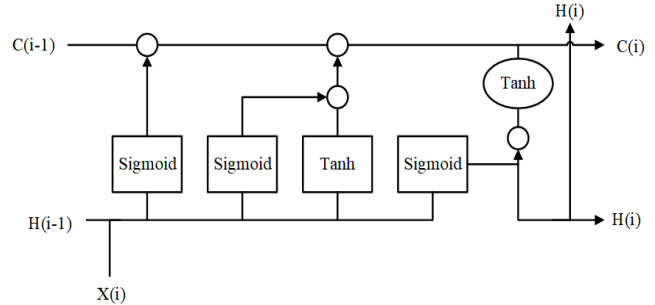 H(i)
C(i-1)
C(i)
Tanh
Sigmoid
Sigmoid
Tanh
Sigmoid
H(i-1)
H(i)
X(i)